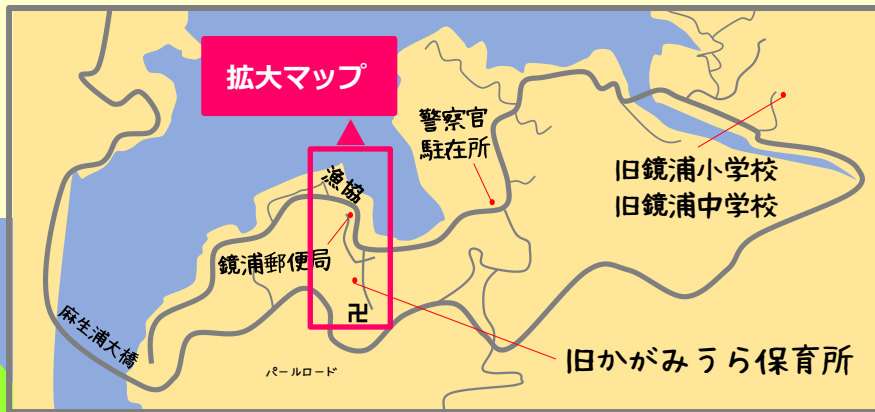 拡大マップ
警察官
駐在所
漁協
旧鏡浦小学校
旧鏡浦中学校
鏡浦郵便局
卍
麻生浦大橋
パールロード
旧かがみうら保育所